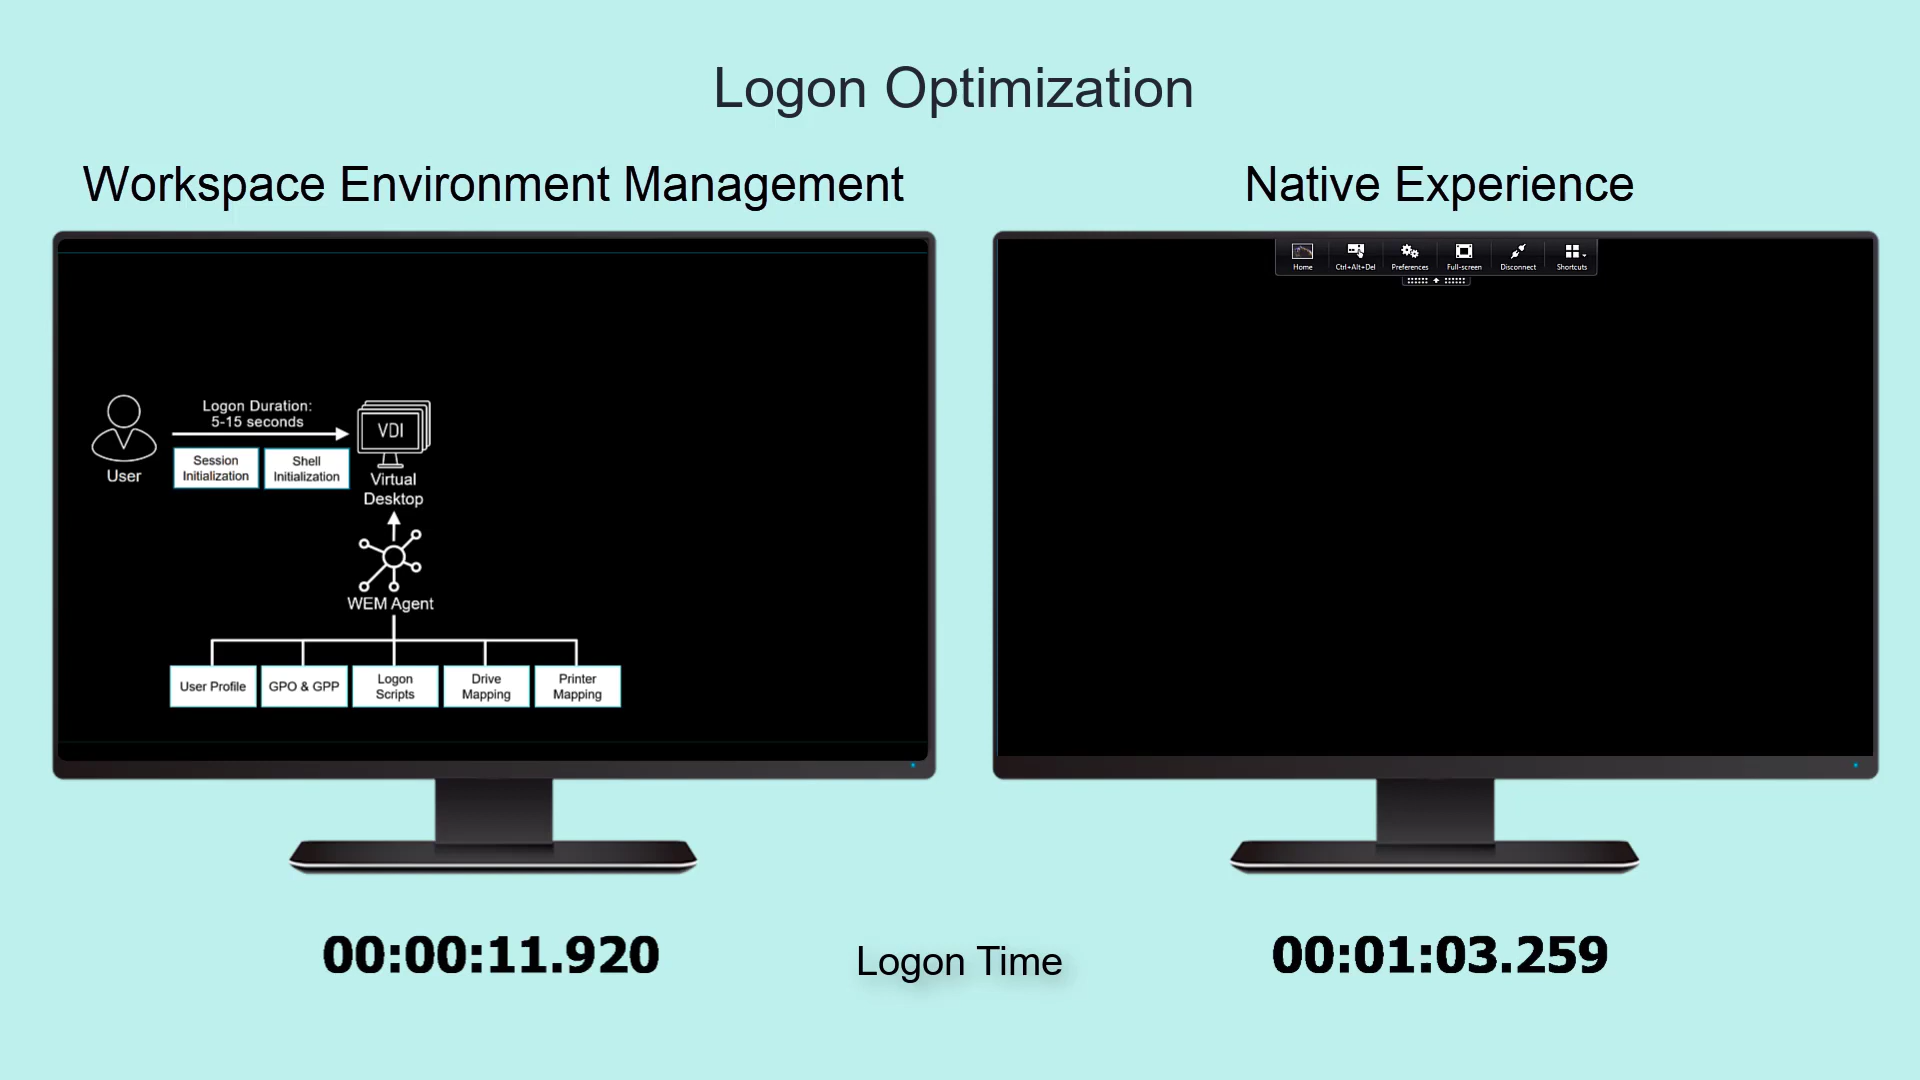 Logon Optimization
Workspace Environment Management
Native Experience
Home
Ctrl+Alt+Del
Preferences
Full-screen
Disconnect
Shortcuts
Logon Duration:
5-15 seconds
VDI
Session
Initialization
Shell
Initialization
User
Virtual
Desktop
WEM Agent
User Profile
GPO & GPP
Logon
Scripts
Drive
Mapping
Printer
Mapping
00:00:11.920
Logon Time
00:01:03.259